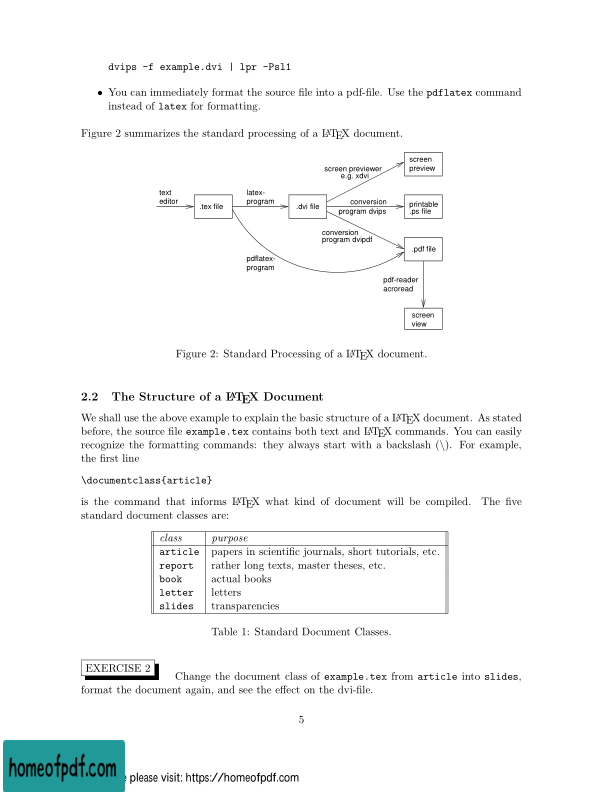 dvips -f example.dvi | lpr -Psl1
• You can immediately format the source file into a pdf-file. Use the pdflatex command
instead of latex for formatting.
Figure 2 summarizes the standard processing of a LATEX document.
screen
preview
screen previewer
e.g. xdvi
text
editor
latex-
program
conversion
program dvips
.tex file
.dvi file
printable
.ps file
conversion
program dvipdf
.pdf file
pdflatex-
program
pdf-reader
acroread
screen
view
Figure 2: Standard Processing of a LATEX document.
2.2 The Structure of a LATEX Document
We shall use the above example to explain the basic structure of a LATEX document. As stated
before, the source file example.tex contains both text and LATEX commands. You can easily
recognize the formatting commands: they always start with a backslash (\). For example,
the first line
\documentclass{article}
is the command that informs LATEX what kind of document will be compiled. The five
standard document classes are:
class purpose
article papers in scientific journals, short tutorials, etc.
report rather long texts, master theses, etc.
book actual books
letter letters
slides transparencies
Table 1: Standard Document Classes.
EXERCISE 2 Change the document class of example.tex from article into slides,
format the document again, and see the effect on the dvi-file.
5
homeofpdf.com
please visit: https://homeofpdf.com